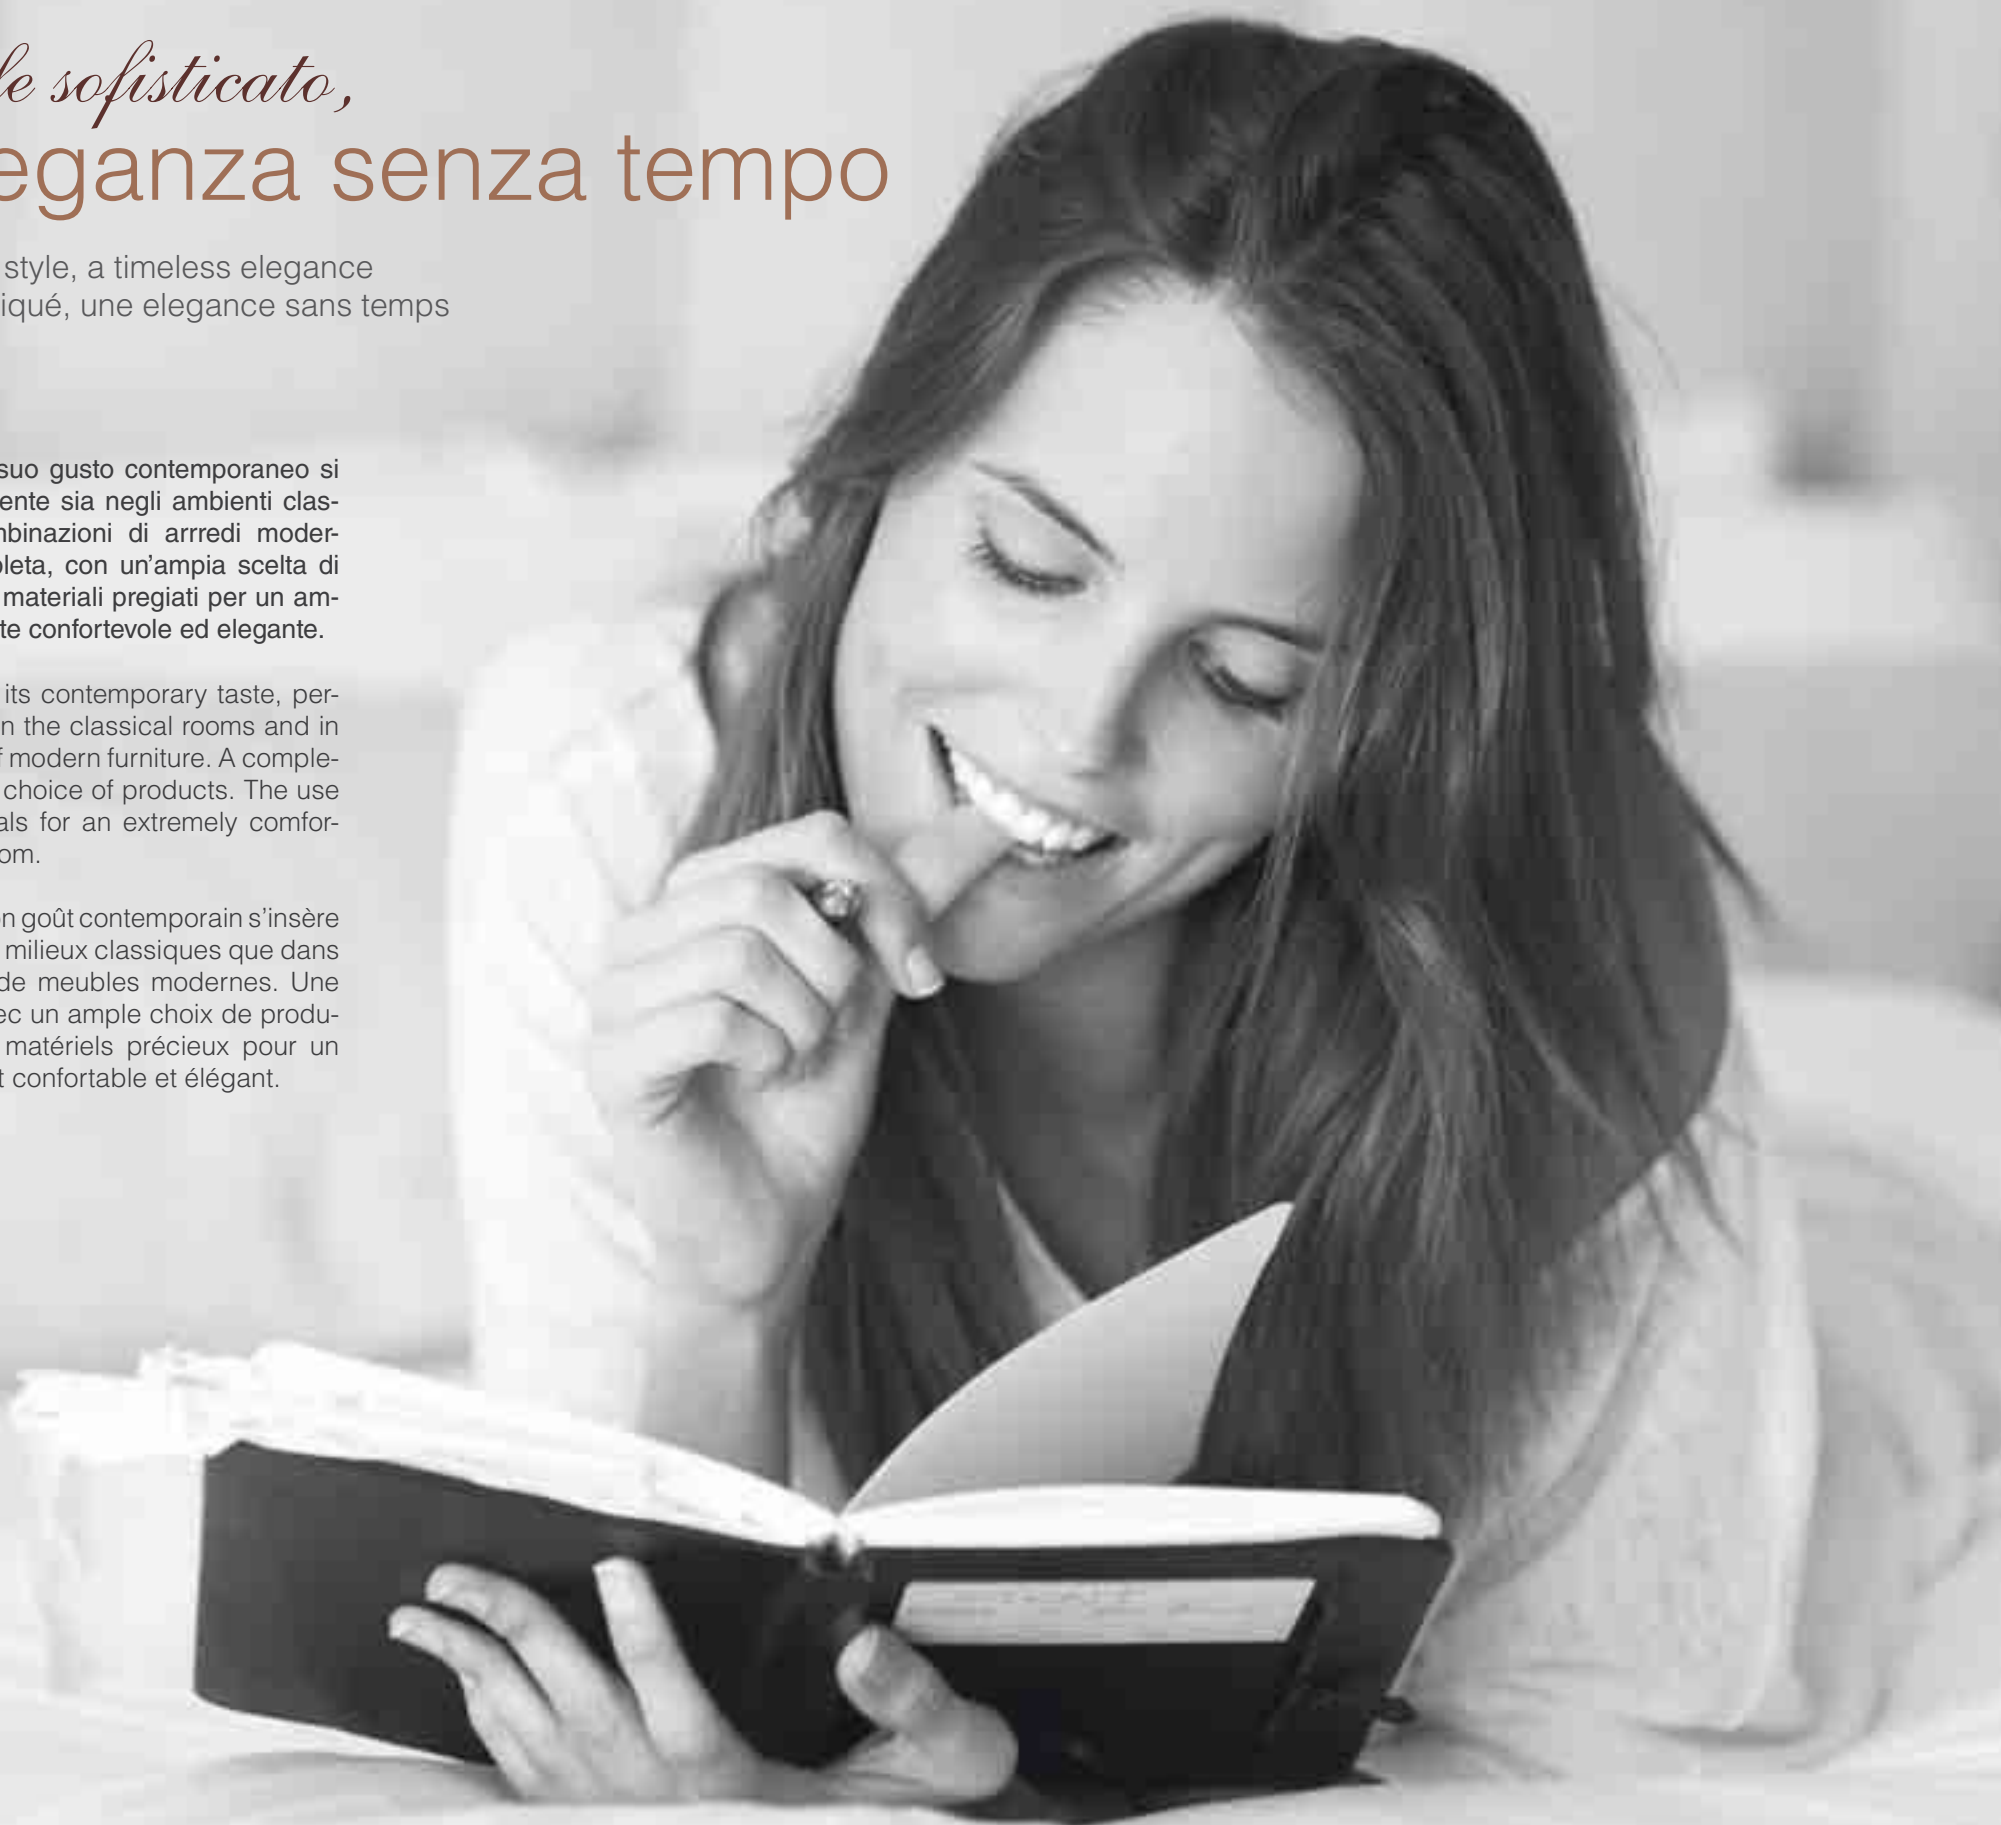 le sofisticato,
eganza senza tempo
style, a timeless elegance
iqué, une elegance sans temps
suo gusto contemporaneo si
ente sia negli ambienti clas-
mbinazioni di arrredi moder-
pleta, con un'ampia scelta di
materiali pregiati per un am-
te confortevole ed elegante.
its contemporary taste, per-
n the classical rooms and in
f modern furniture. A comple-
choice of products. The use
als for an extremely comfor-
om.
on goût contemporain s'insère
milieux classiques que dans
de meubles modernes. Une
ec un ample choix de produ-
matériels précieux pour un
t confortable et élégant.